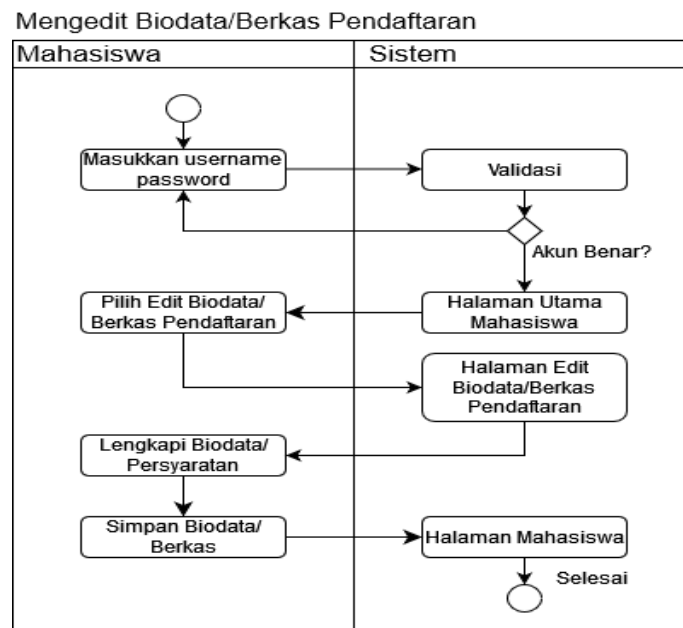 Mengedit Biodata/Berkas Pendaftaran
Mahasiswa
Sistem
Masukkan username
password
Validasi
Akun Benar?
Halaman Utama
Mahasiswa
Pilih Edit Biodata/
Berkas Pendaftaran
Halaman Edit
Biodata/Berkas
Pendaftaran
Lengkapi Biodata/
Persyaratan
Simpan Biodata/
Berkas
Halaman Mahasiswa
Selesai